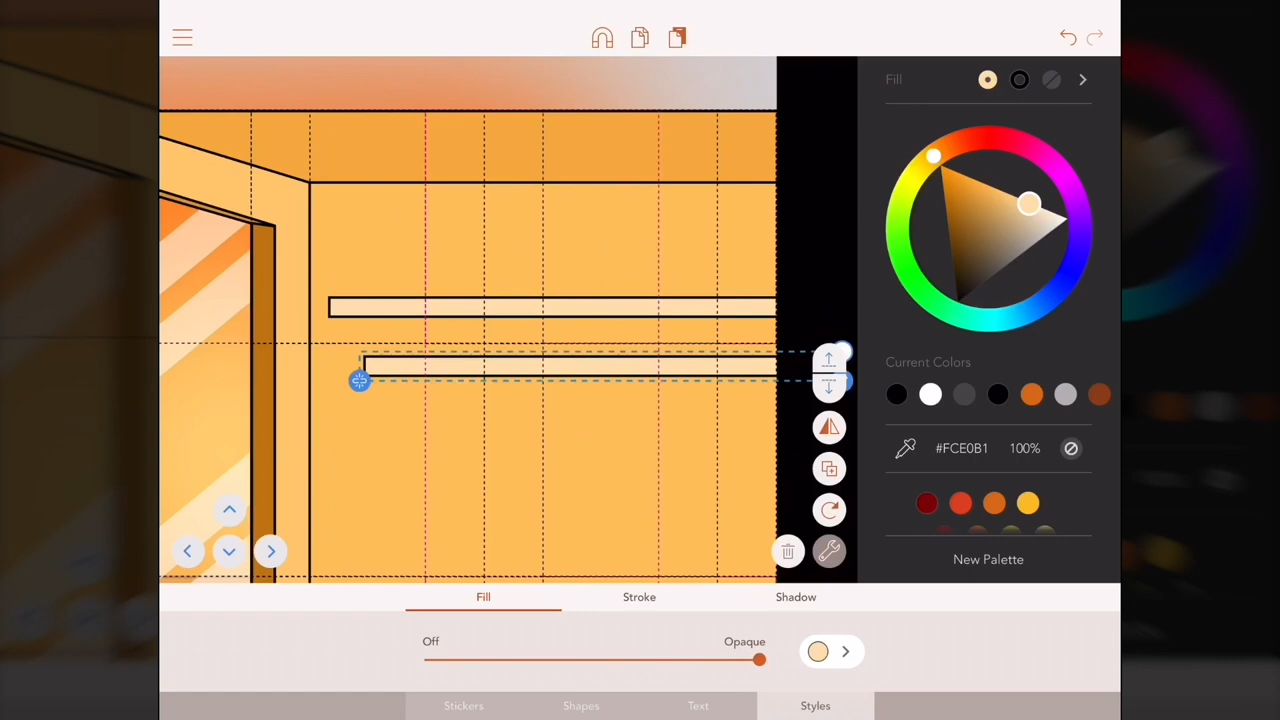 Fill
Current Colors
#FCE0B1 100%
New Palette
Fill Stroke Shadow
Off Opaque
Stickers Shapes Text Styles